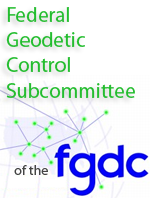 Federal
Geodetic
Control
Subcommittee
of the fgdc